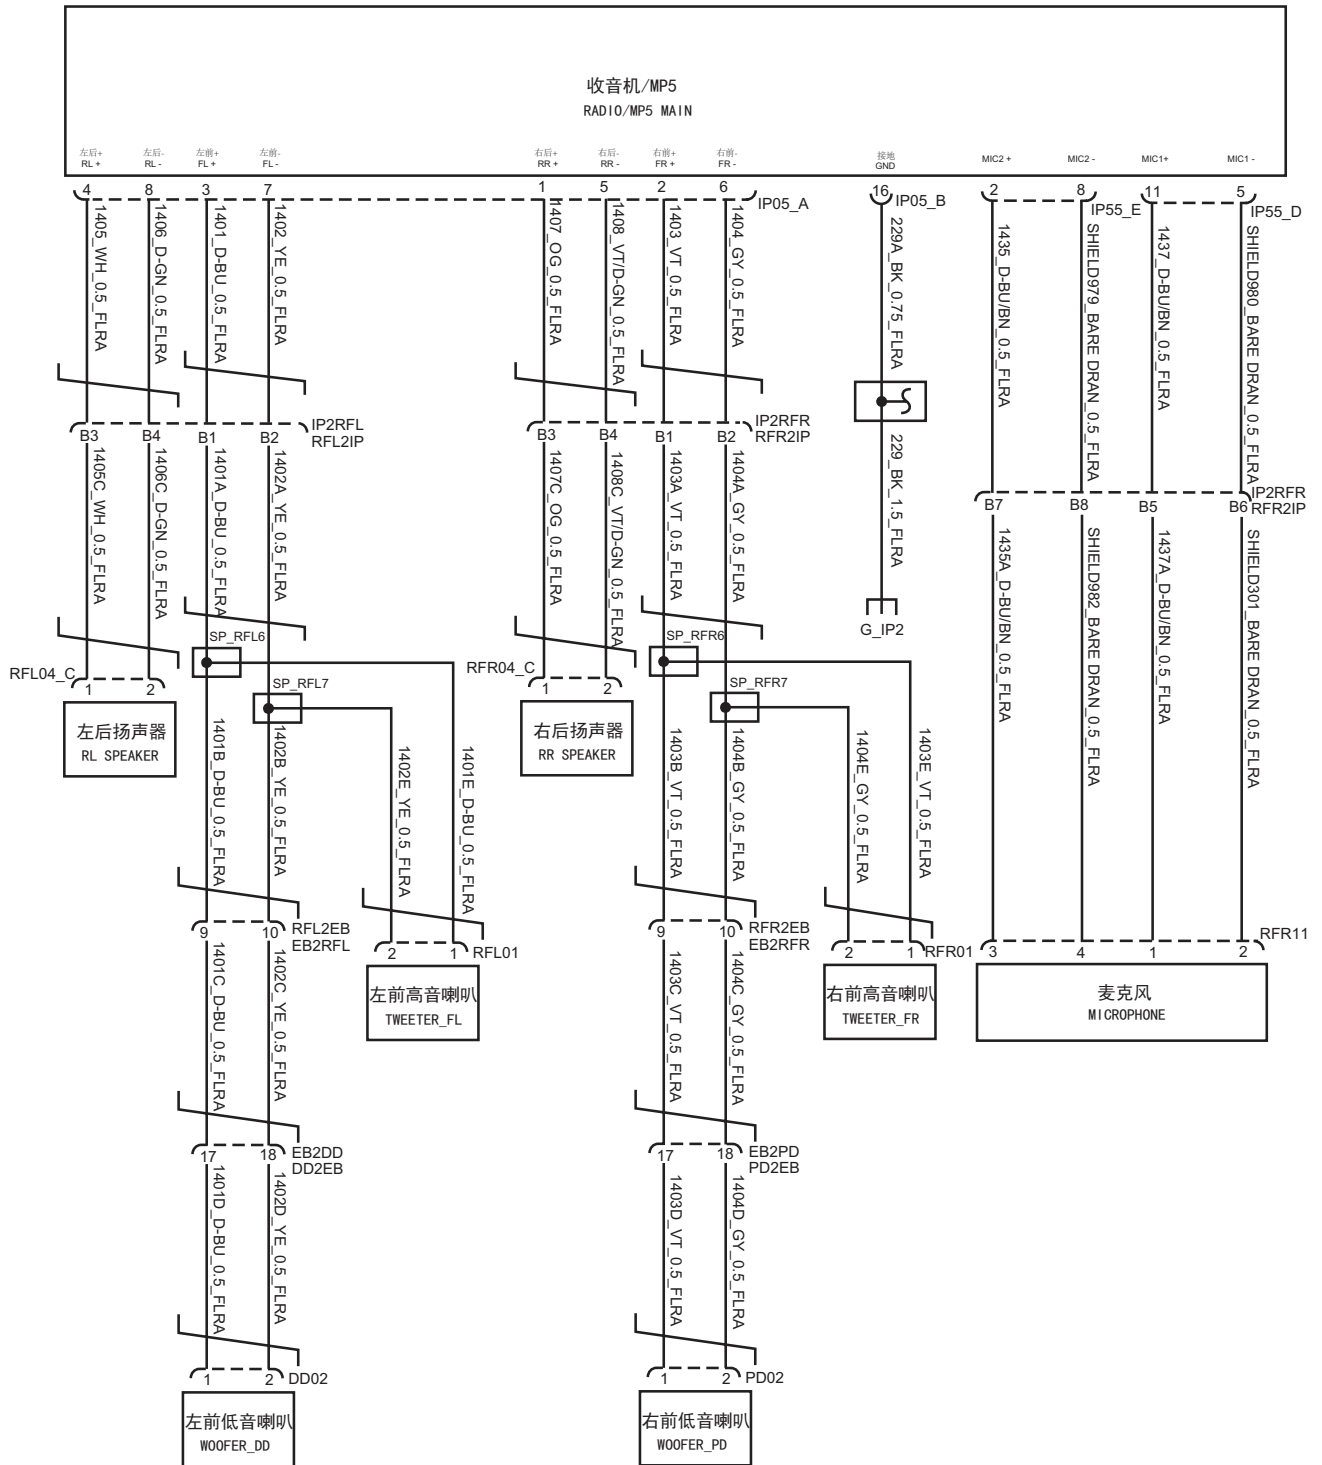 收音机/MP5
RADIO/MP5 MAIN
左后+ 左后- 左前+ 左前- 右后+ 右后- 右前+ 右前- 接地
RL + RL - FL + FL - RR + RR - FR + FR - GND MIC2 + MIC2 - MIC1+ MIC1 -
4 8 3 7 1 5 2 6 16 2 8 11 5
IP05_A IP05_B IP55_E IP55_D
1405_WH_0.5_FLRA
1406_D-GN_0.5_FLRA
1401_D-BU_0.5_FLRA
1402_YE_0.5_FLRA
1407_OG_0.5_FLRA
1408_VT/D-GN_0.5_FLRA
1403_VT_0.5_FLRA
1404_GY_0.5_FLRA
229A_BK_0.75_FLRA
1435_D-BU/BN_0.5_FLRA
SHIELD979_BARE DRAN_0.5_FLRA
1437_D-BU/BN_0.5_FLRA
SHIELD980_BARE DRAN_0.5_FLRA
B3 B4 B1 B2
IP2RFL
RFL2IP
B3 B4 B1 B2
IP2RFR
RFR2IP
1405C_WH_0.5_FLRA
1406C_D-GN_0.5_FLRA
1401A_D-BU_0.5_FLRA
1402A_YE_0.5_FLRA
1407C_OG_0.5_FLRA
1408C_VT/D-GN_0.5_FLRA
1403A_VT_0.5_FLRA
1404A_GY_0.5_FLRA
229_BK_1.5_FLRA
G_IP2
B7 B8 B5 B6
IP2RFR
RFR2IP
1435A_D-BU/BN_0.5_FLRA
SHIELD982_BARE DRAN_0.5_FLRA
1437A_D-BU/BN_0.5_FLRA
SHIELD301_BARE DRAN_0.5_FLRA
SP_RFL6
SP_RFR6
RFL04_C
1 2
SP_RFL7
RFR04_C
1 2
SP_RFR7
左后扬声器
RL SPEAKER
右后扬声器
RR SPEAKER
1401B_D-BU_0.5_FLRA
1402B_YE_0.5_FLRA
1402E_YE_0.5_FLRA
1401E_D-BU_0.5_FLRA
1403B_VT_0.5_FLRA
1404B_GY_0.5_FLRA
1404E_GY_0.5_FLRA
1403E_VT_0.5_FLRA
9 10
RFL2EB
EB2RFL
2 1 RFL01
9 10
RFR2EB
EB2RFR
2 1 RFR01
3 4 1 2
RFR11
左前高音喇叭
TWEETER_FL
右前高音喇叭
TWEETER_FR
麦克风
MICROPHONE
1401C_D-BU_0.5_FLRA
1402C_YE_0.5_FLRA
1403C_VT_0.5_FLRA
1404C_GY_0.5_FLRA
17 18
EB2DD
DD2EB
17 18
EB2PD
PD2EB
1401D_D-BU_0.5_FLRA
1402D_YE_0.5_FLRA
1403D_VT_0.5_FLRA
1404D_GY_0.5_FLRA
1 2 DD02
1 2 PD02
左前低音喇叭
WOOFER_DD
右前低音喇叭
WOOFER_PD